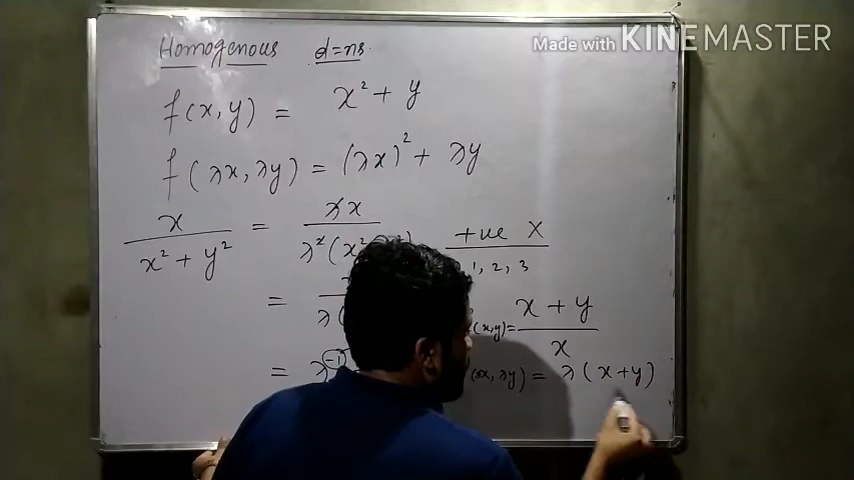 Made with KINEMASTER
Homogenous d=ns.
f(x,y) = x² + y
f(λx, λy) = (λx)² + λy
x / x² + y² = λx / λ²(x² y²)
+ve X
1, 2, 3
= λ(
(x,y) = x + y / x
= λ⁻¹
(λx, λy) = λ(x+y)